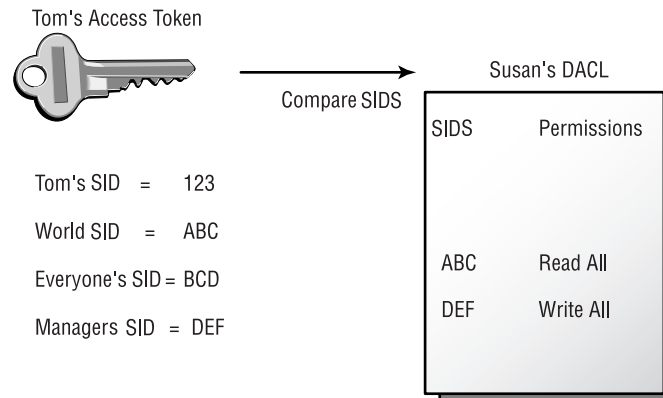 Tom's Access Token
Compare SIDS
Susan's DACL
SIDS Permissions
Tom's SID = 123
World SID = ABC
Everyone's SID = BCD
Managers SID = DEF
ABC Read All
DEF Write All